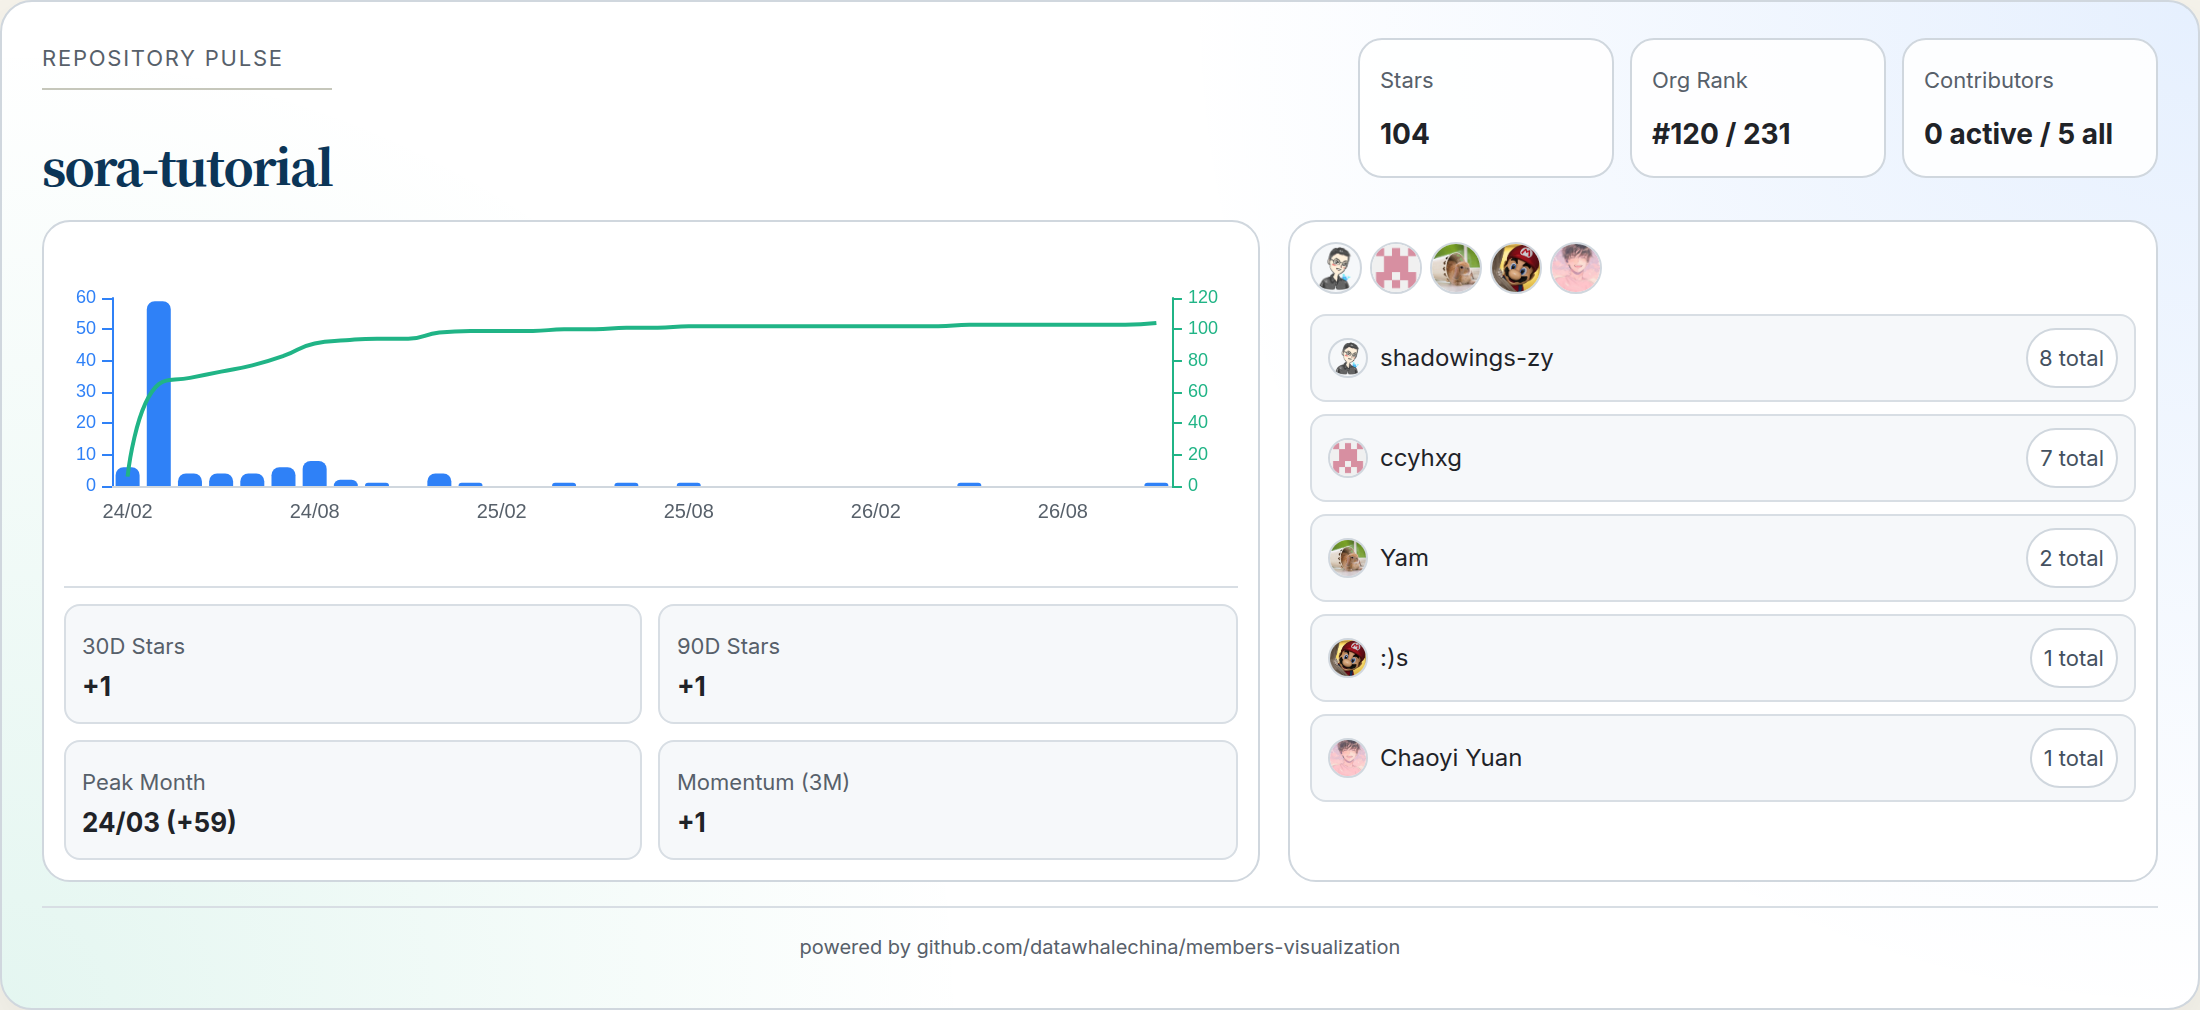 REPOSITORY PULSE
sora-tutorial
Stars
104
Org Rank
#120 / 231
Contributors
0 active / 5 all
60
50
40
30
20
10
0
120
100
80
60
40
20
0
24/02
24/08
25/02
25/08
26/02
26/08
30D Stars
+1
90D Stars
+1
Peak Month
24/03 (+59)
Momentum (3M)
+1
shadowings-zy
8 total
ccyhxg
7 total
Yam
2 total
:)s
1 total
Chaoyi Yuan
1 total
powered by github.com/datawhalechina/members-visualization